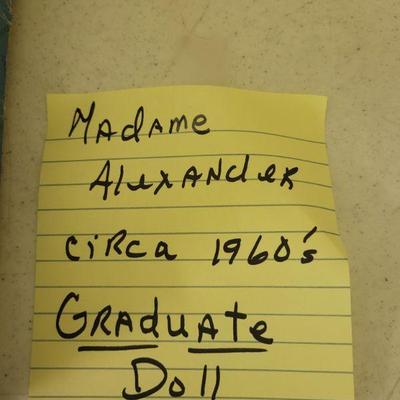 Madame
Alexander
circa 1960's
Graduate
Doll